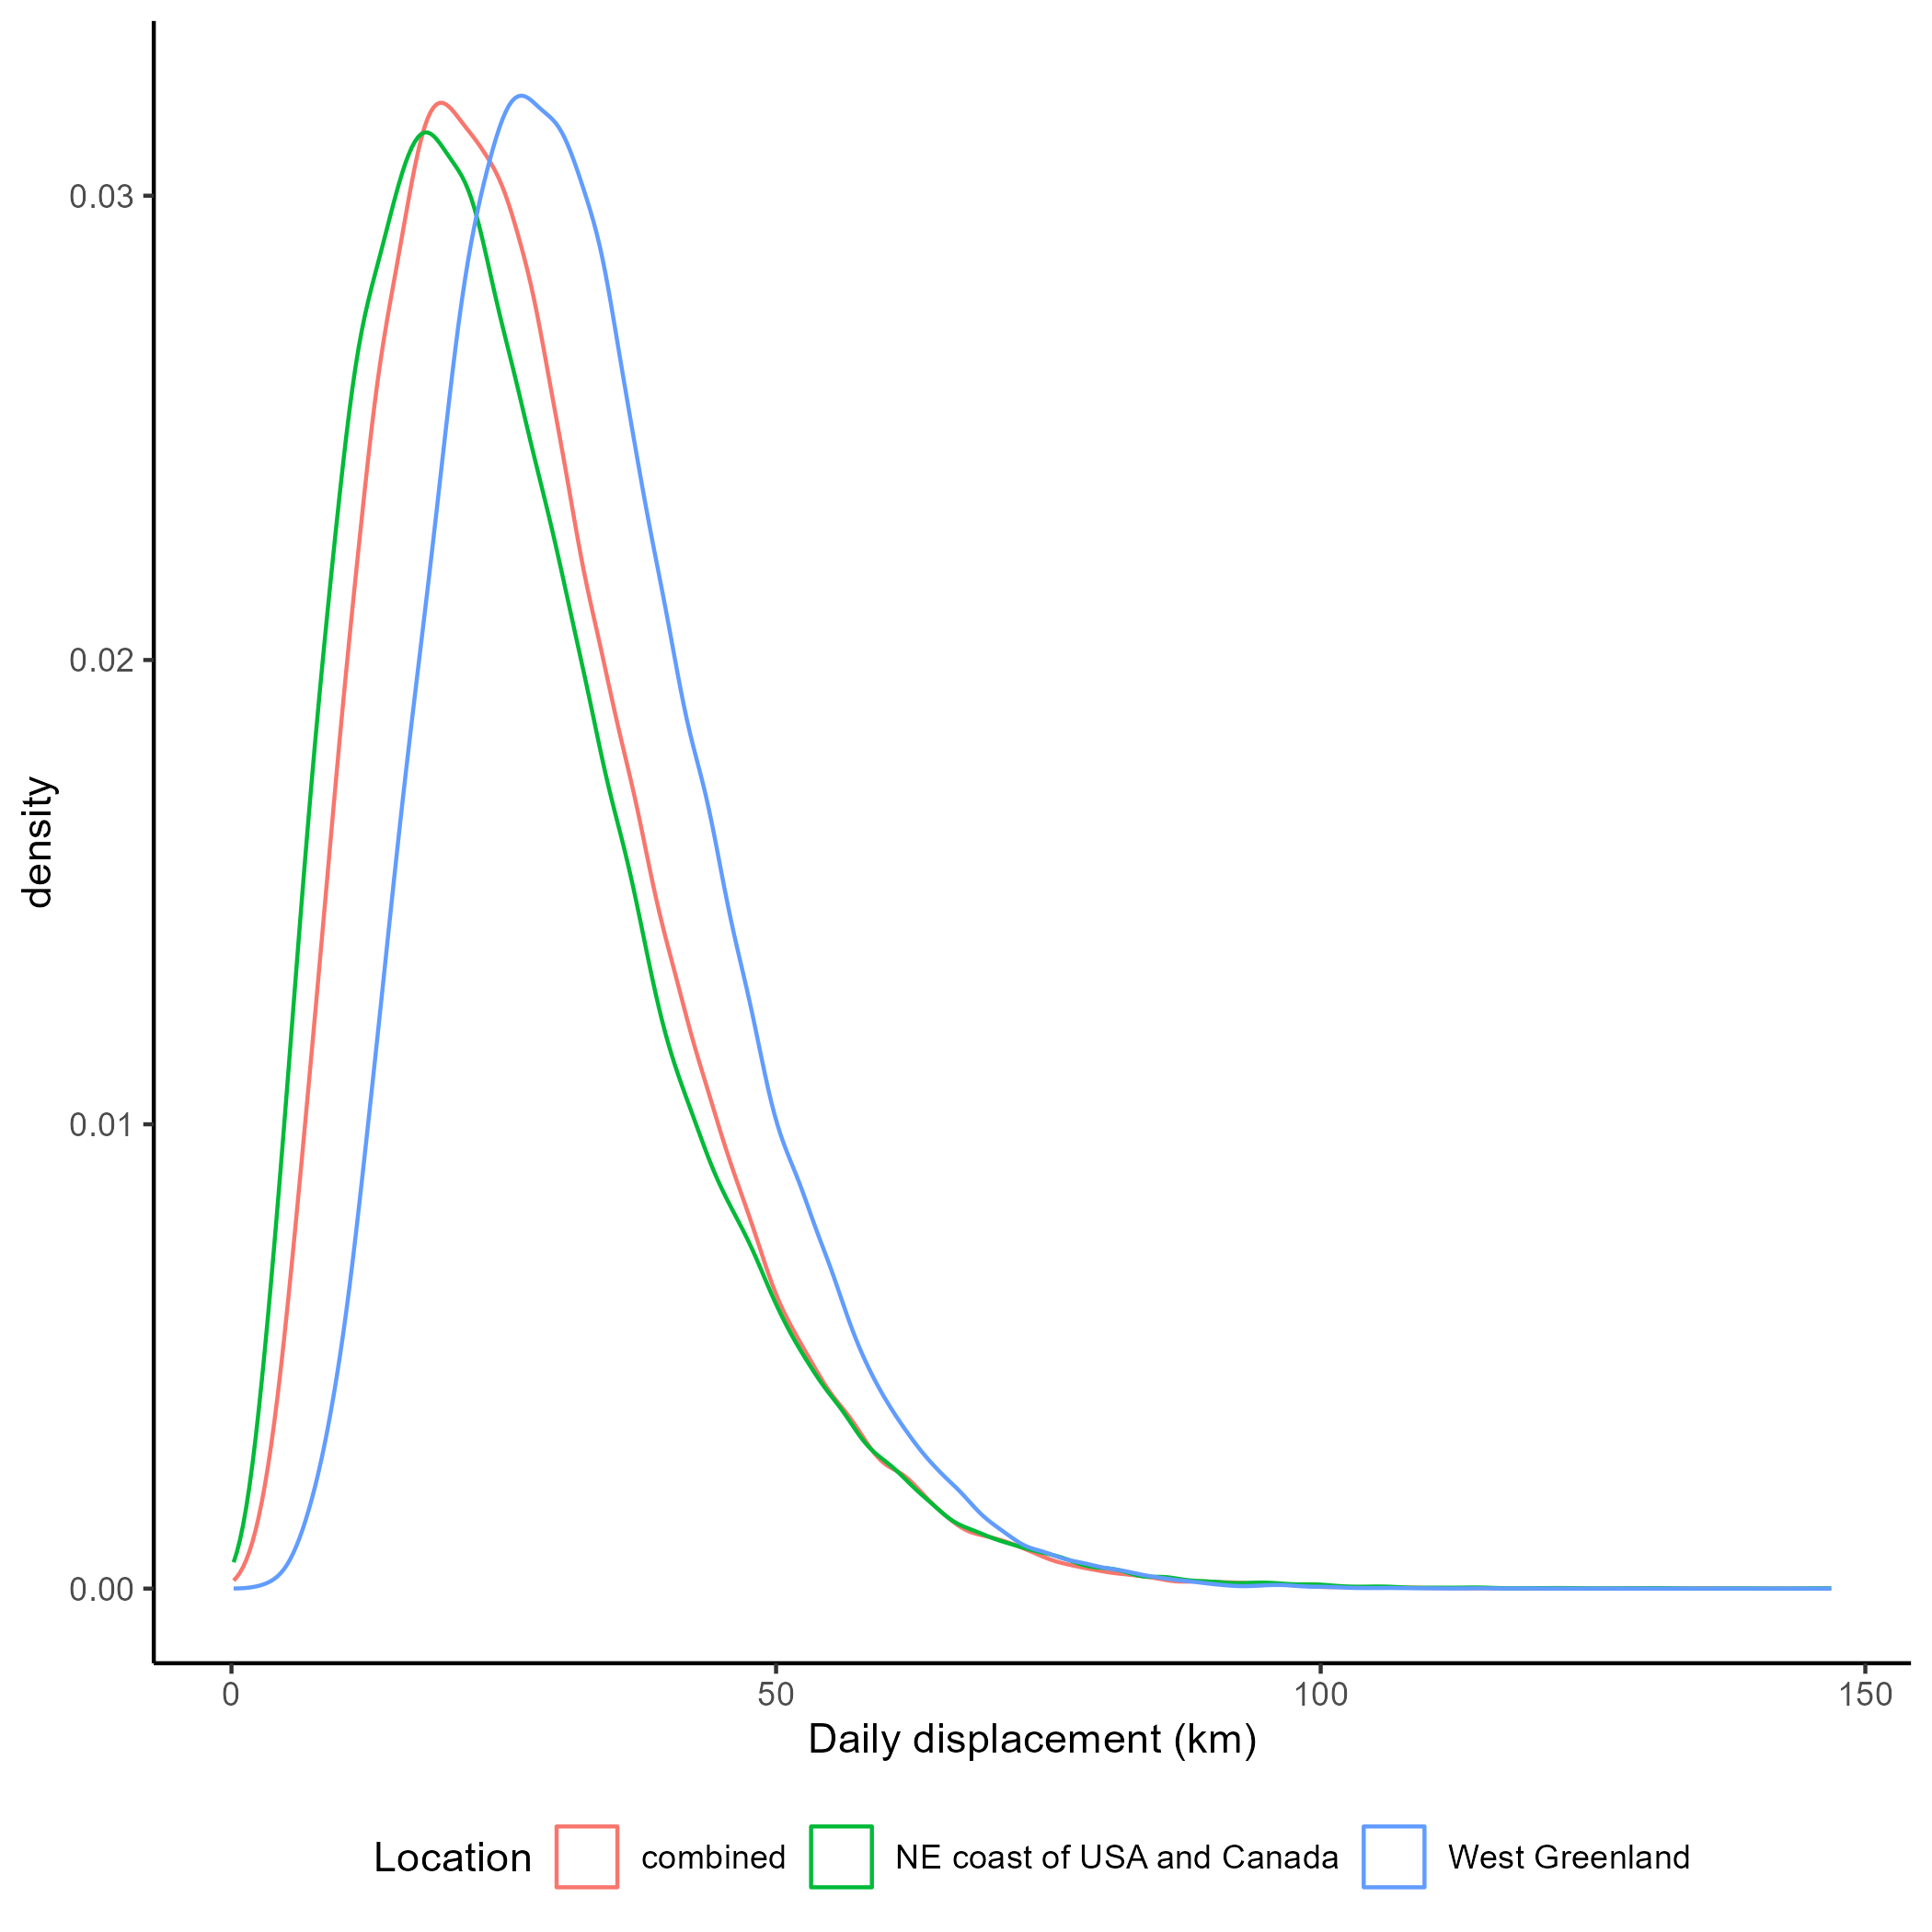 0.03
0.02
0.01
0.00
density
0 50 100 150
Daily displacement (km)
Location combined NE coast of USA and Canada West Greenland